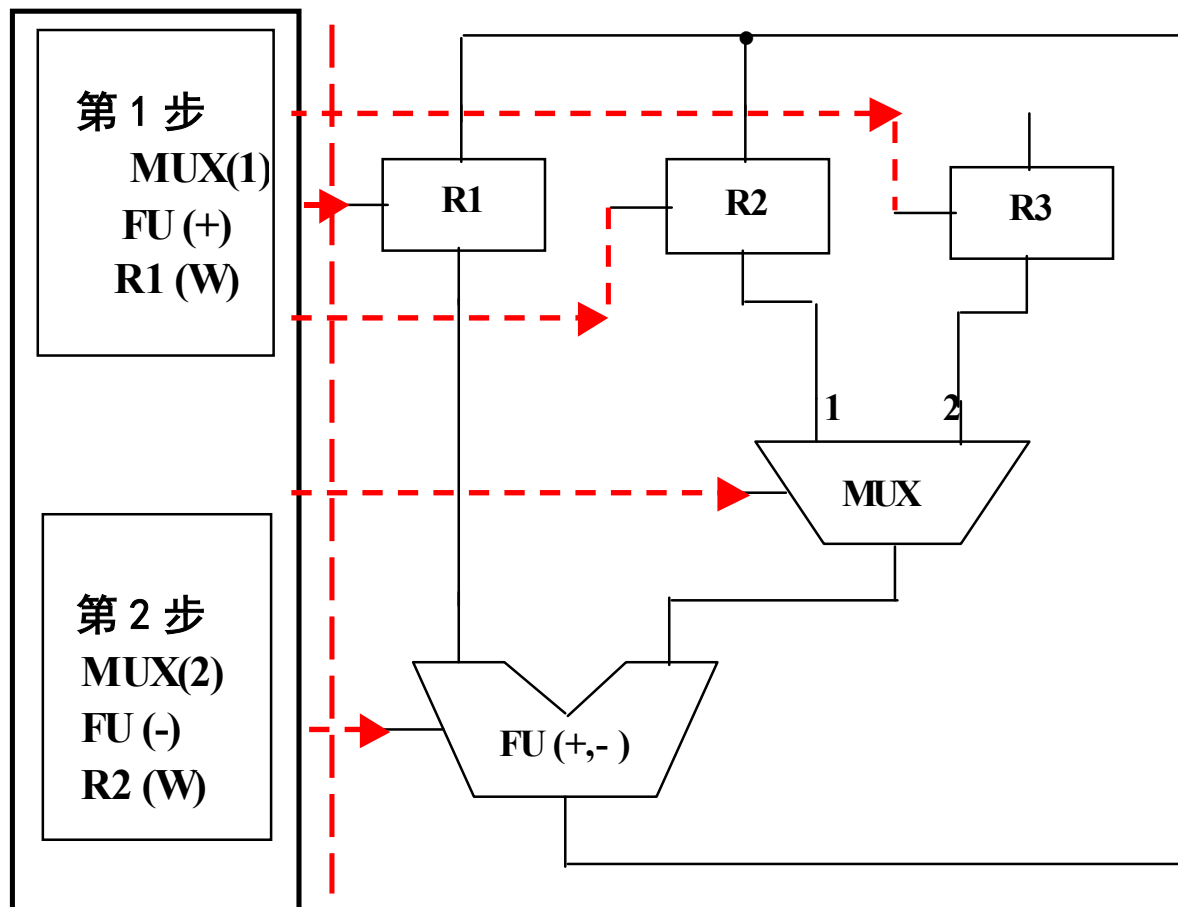 第1步
MUX(1)
FU (+)
R1 (W)
第2步
MUX(2)
FU (-)
R2 (W)
R1
R2
R3
1
2
MUX
FU (+,- )